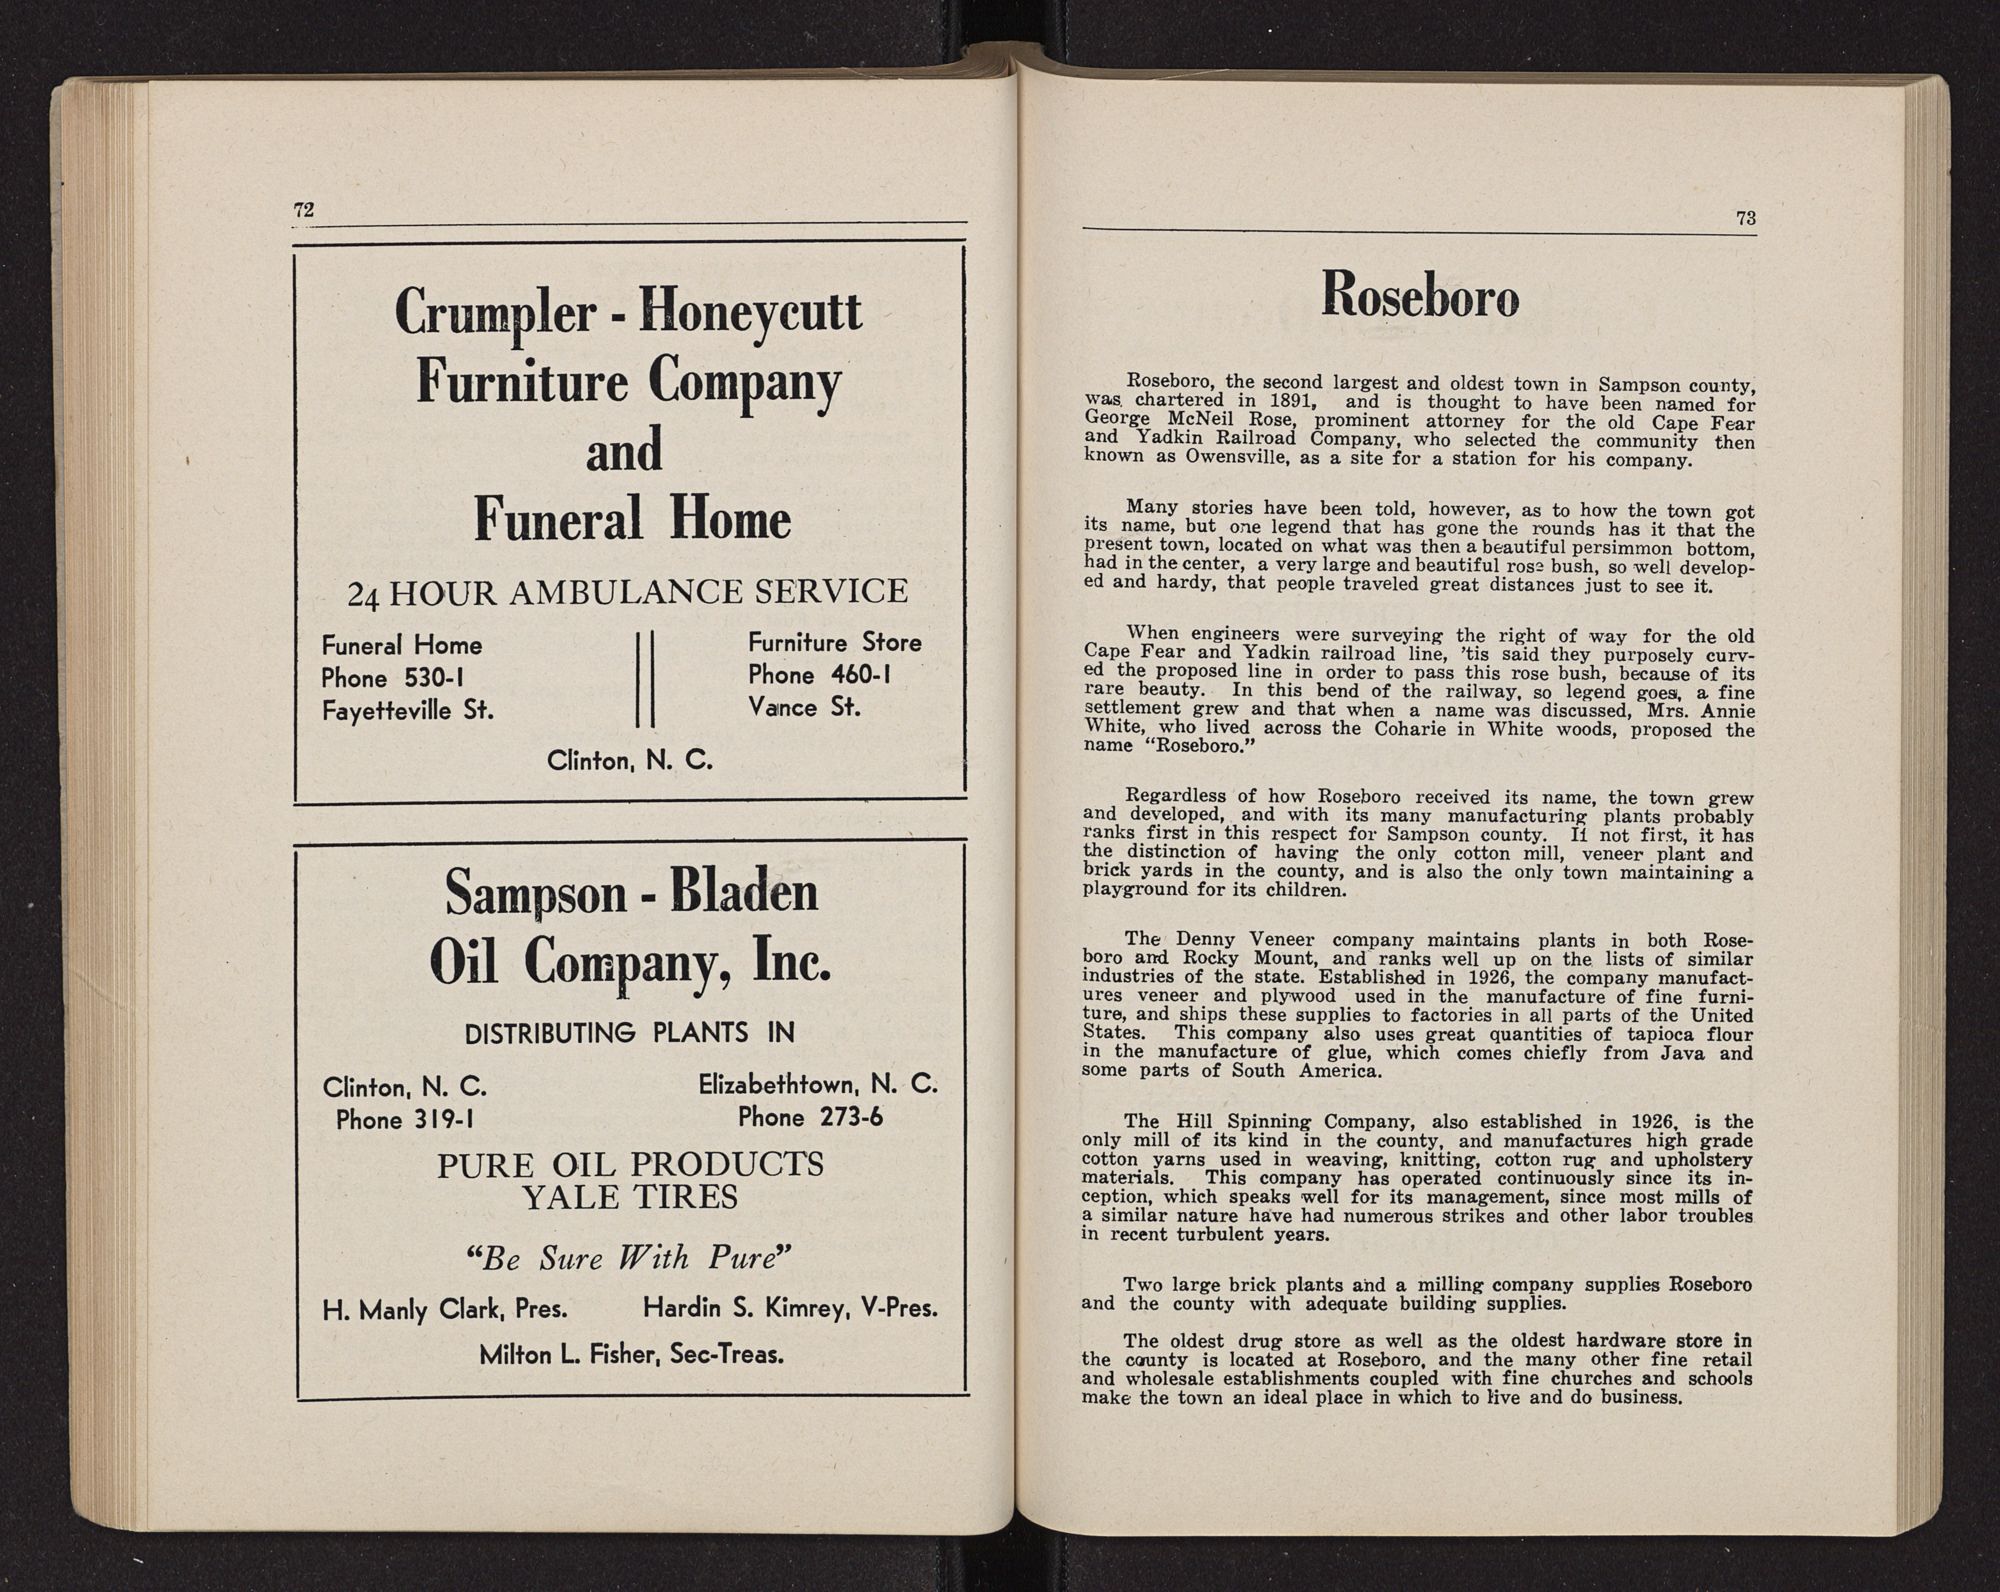 72
Crumpler - Honeycutt
Furniture Company
and
Funeral Home
24 HOUR AMBULANCE SERVICE
Funeral Home
Phone 530-1
Fayetteville St.
Furniture Store
Phone 460-1
Vance St.
Clinton, N. C.
Sampson - Bladen
Oil Company, Inc.
DISTRIBUTING PLANTS IN
Clinton, N. C.
Phone 319-1
Elizabethtown, N. C.
Phone 273-6
PURE OIL PRODUCTS
YALE TIRES
"Be Sure With Pure"
H. Manly Clark, Pres. Hardin S. Kimrey, V-Pres.
Milton L. Fisher, Sec-Treas.
73
Roseboro
Roseboro, the second largest and oldest town in Sampson county,
was chartered in 1891, and is thought to have been named for
George McNeil Rose, prominent attorney for the old Cape Fear
and Yadkin Railroad Company, who selected the community then
known as Owensville, as a site for a station for his company.
Many stories have been told, however, as to how the town got
its name, but one legend that has gone the rounds has it that the
present town, located on what was then a beautiful persimmon bottom,
had in the center, a very large and beautiful rose bush, so well develop-
ed and hardy, that people traveled great distances just to see it.
When engineers were surveying the right of way for the old
Cape Fear and Yadkin railroad line, 'tis said they purposely curv-
ed the proposed line in order to pass this rose bush, because of its
rare beauty. In this bend of the railway, so legend goes, a fine
settlement grew and that when a name was discussed, Mrs. Annie
White, who lived across the Coharie in White woods, proposed the
name "Roseboro."
Regardless of how Roseboro received its name, the town grew
and developed, and with its many manufacturing plants probably
ranks first in this respect for Sampson county. If not first, it has
the distinction of having the only cotton mill, veneer plant and
brick yards in the county, and is also the only town maintaining a
playground for its children.
The Denny Veneer company maintains plants in both Rose-
boro and Rocky Mount, and ranks well up on the lists of similar
industries of the state. Established in 1926, the company manufact-
ures veneer and plywood used in the manufacture of fine furni-
ture, and ships these supplies to factories in all parts of the United
States. This company also uses great quantities of tapioca flour
in the manufacture of glue, which comes chiefly from Java and
some parts of South America.
The Hill Spinning Company, also established in 1926, is the
only mill of its kind in the county, and manufactures high grade
cotton yarns used in weaving, knitting, cotton rug and upholstery
materials. This company has operated continuously since its in-
ception, which speaks well for its management, since most mills of
a similar nature have had numerous strikes and other labor troubles
in recent turbulent years.
Two large brick plants and a milling company supplies Roseboro
and the county with adequate building supplies.
The oldest drug store as well as the oldest hardware store in
the county is located at Roseboro, and the many other fine retail
and wholesale establishments coupled with fine churches and schools
make the town an ideal place in which to live and do business.